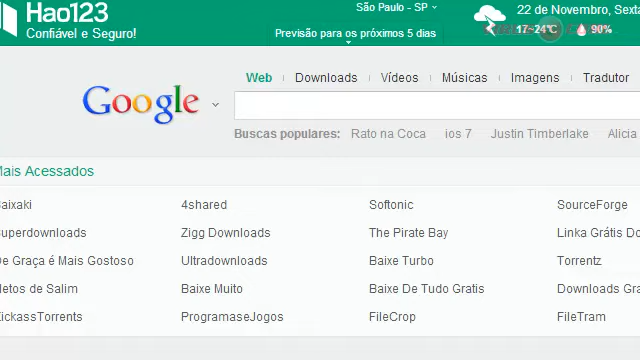 Hao123
Confiável e Seguro!
São Paulo - SP
Previsão para os próximos 5 dias
22 de Novembro, Sexta
17~24℃ 90%
Google
Web Downloads Vídeos Músicas Imagens Tradutor
Buscas populares: Rato na Coca ios 7 Justin Timberlake Alicia
Mais Acessados
Baixaki 4shared Softonic SourceForge
Superdownloads Zigg Downloads The Pirate Bay Linka Grátis Do
De Graça é Mais Gostoso Ultradownloads Baixe Turbo Torrentz
Netos de Salim Baixe Muito Baixe De Tudo Gratis Downloads Gra
KickassTorrents ProgramaseJogos FileCrop FileTram